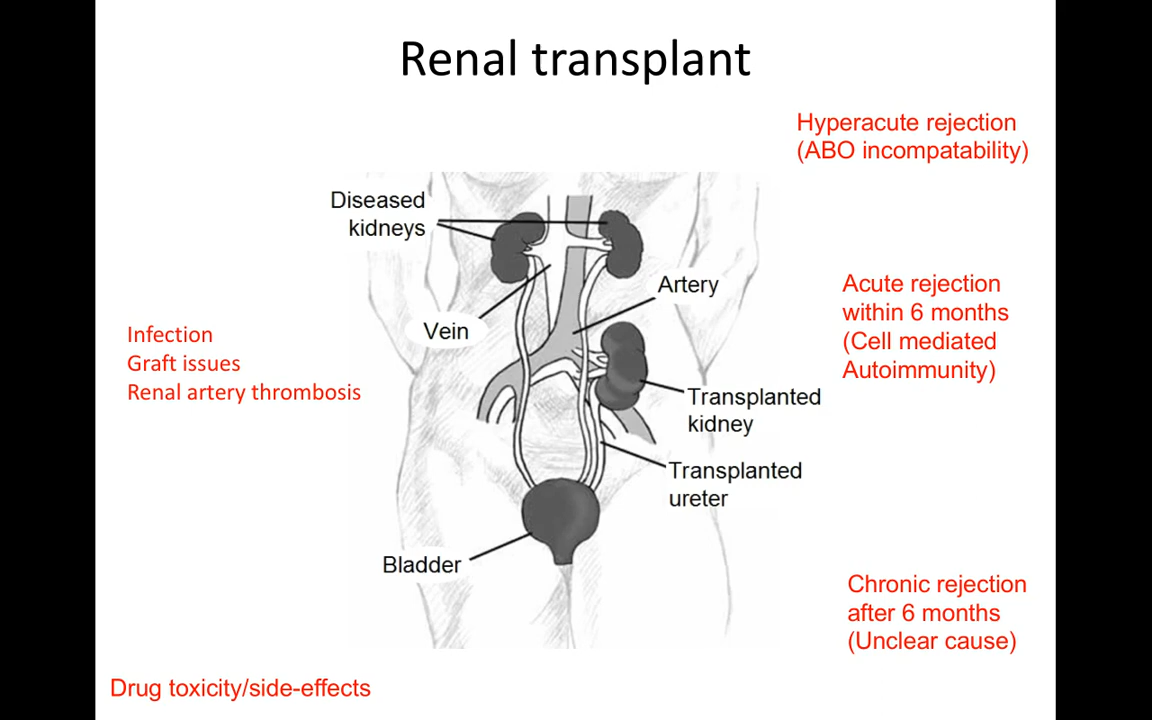 Renal transplant
Hyperacute rejection
(ABO incompatability)
Diseased
kidneys
Artery
Vein
Acute rejection
within 6 months
(Cell mediated
Autoimmunity)
Infection
Graft issues
Renal artery thrombosis
Transplanted
kidney
Transplanted
ureter
Bladder
Chronic rejection
after 6 months
(Unclear cause)
Drug toxicity/side-effects